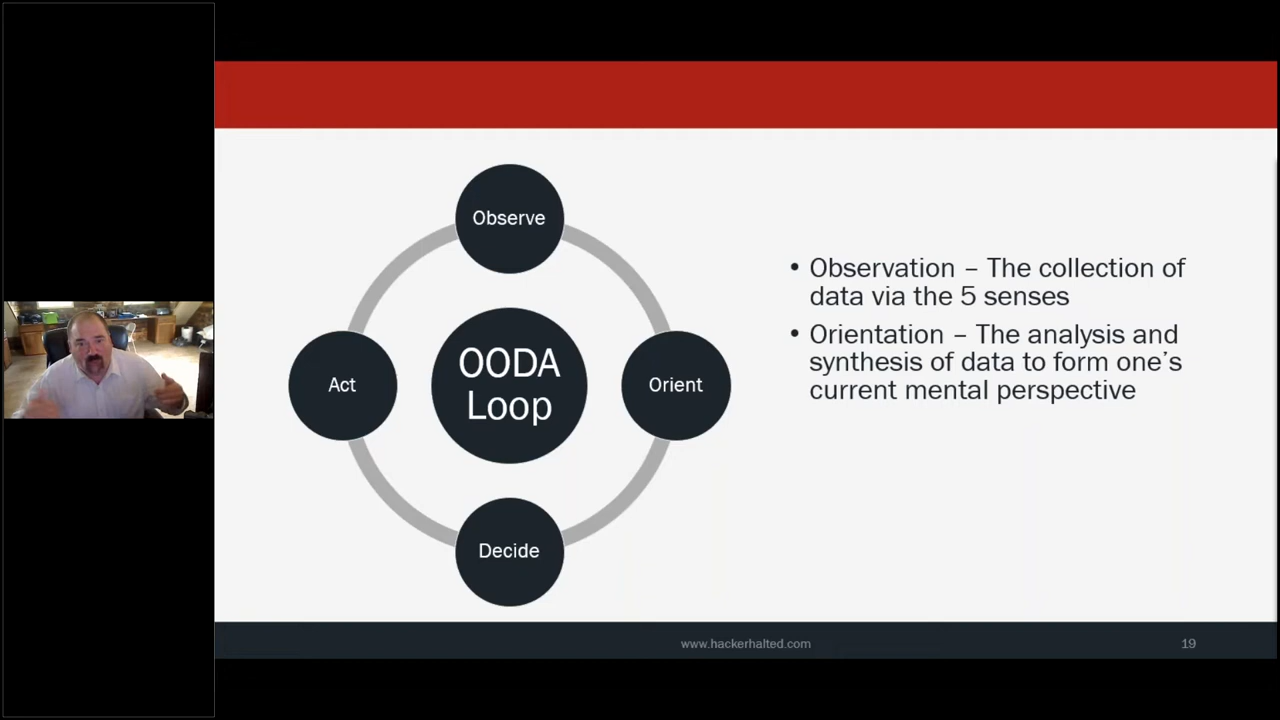 Observe
OODA
Loop
Act
Orient
Decide
• Observation – The collection of
data via the 5 senses
• Orientation – The analysis and
synthesis of data to form one’s
current mental perspective
www.hackerhalted.com
19